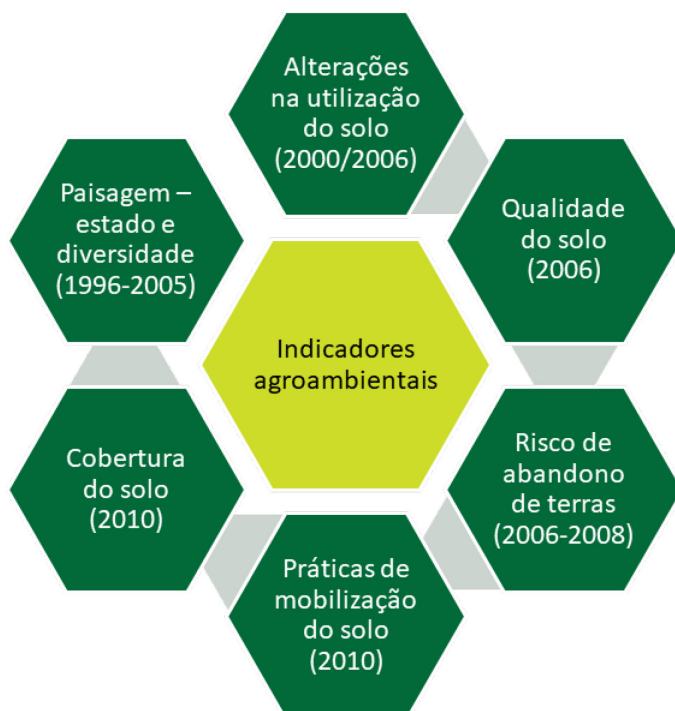 Alterações
na utilização
do solo
(2000/2006)
Qualidade
do solo
(2006)
Risco de
abandono
de terras
(2006-2008)
Práticas de
mobilização
do solo
(2010)
Cobertura
do solo
(2010)
Paisagem –
estado e
diversidade
(1996-2005)
Indicadores
agroambientais